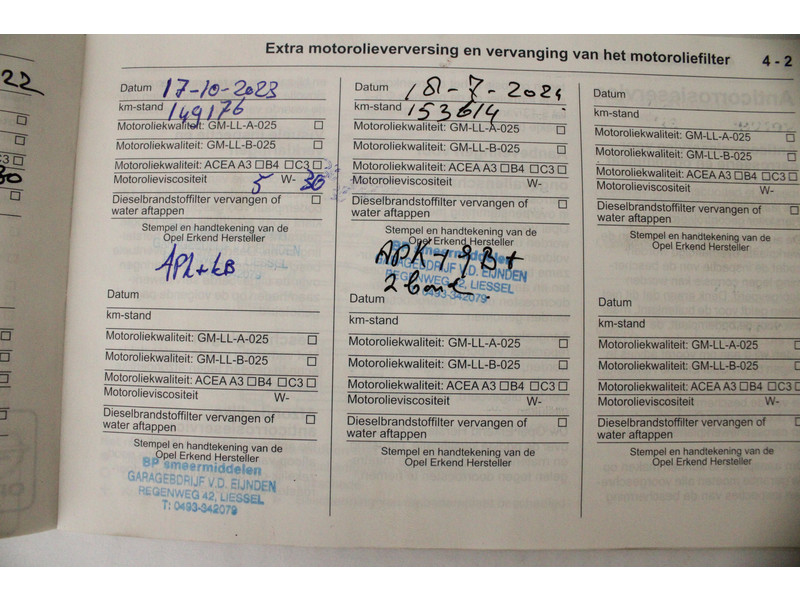 Extra motorolieverversing en vervanging van het motoroliefilter 4 - 2
22
30
Datum 17-10-2023
km-stand 149176
Motoroliekwaliteit: GM-LL-A-025 ☐
Motoroliekwaliteit: GM-LL-B-025 ☐
Motoroliekwaliteit: ACEA A3 ☐B4 ☐C3 ☐
Motorolieviscositeit 5 W- 30
Dieselbrandstoffilter vervangen of ☐
water aftappen
Stempel en handtekening van de
Opel Erkend Hersteller
Datum
km-stand
Motoroliekwaliteit: GM-LL-A-025 ☐
Motoroliekwaliteit: GM-LL-B-025 ☐
Motoroliekwaliteit: ACEA A3 ☐B4 ☐C3 ☐
Motorolieviscositeit W-
Dieselbrandstoffilter vervangen of ☐
water aftappen
Stempel en handtekening van de
Opel Erkend Hersteller
BP smeermiddelen
GARAGEBEDRIJF V.D. EIJNDEN
REGENWEG 42, LIESSEL
T: 0493-342079
Datum 18-7-2024
km-stand 153614
Motoroliekwaliteit: GM-LL-A-025 ☐
Motoroliekwaliteit: GM-LL-B-025 ☐
Motoroliekwaliteit: ACEA A3 ☐B4 ☐C3 ☐
Motorolieviscositeit W-
Dieselbrandstoffilter vervangen of ☐
water aftappen
Stempel en handtekening van de
Opel Erkend Hersteller
BP smeermiddelen
GARAGEBEDRIJF V.D. EIJNDEN
REGENWEG 42, LIESSEL
0493-342079
Datum
km-stand
Motoroliekwaliteit: GM-LL-A-025 ☐
Motoroliekwaliteit: GM-LL-B-025 ☐
Motoroliekwaliteit: ACEA A3 ☐B4 ☐C3 ☐
Motorolieviscositeit W-
Dieselbrandstoffilter vervangen of ☐
water aftappen
Stempel en handtekening van de
Opel Erkend Hersteller
Datum
km-stand
Motoroliekwaliteit: GM-LL-A-025 ☐
Motoroliekwaliteit: GM-LL-B-025 ☐
Motoroliekwaliteit: ACEA A3 ☐B4 ☐C3 ☐
Motorolieviscositeit W-
Dieselbrandstoffilter vervangen of ☐
water aftappen
Stempel en handtekening van de
Opel Erkend Hersteller
Datum
km-stand
Motoroliekwaliteit: GM-LL-A-025 ☐
Motoroliekwaliteit: GM-LL-B-025 ☐
Motoroliekwaliteit: ACEA A3 ☐B4 ☐C3
Motorolieviscositeit W-
Dieselbrandstoffilter vervangen of ☐
water aftappen
Stempel en handtekening van de
Opel Erkend Hersteller